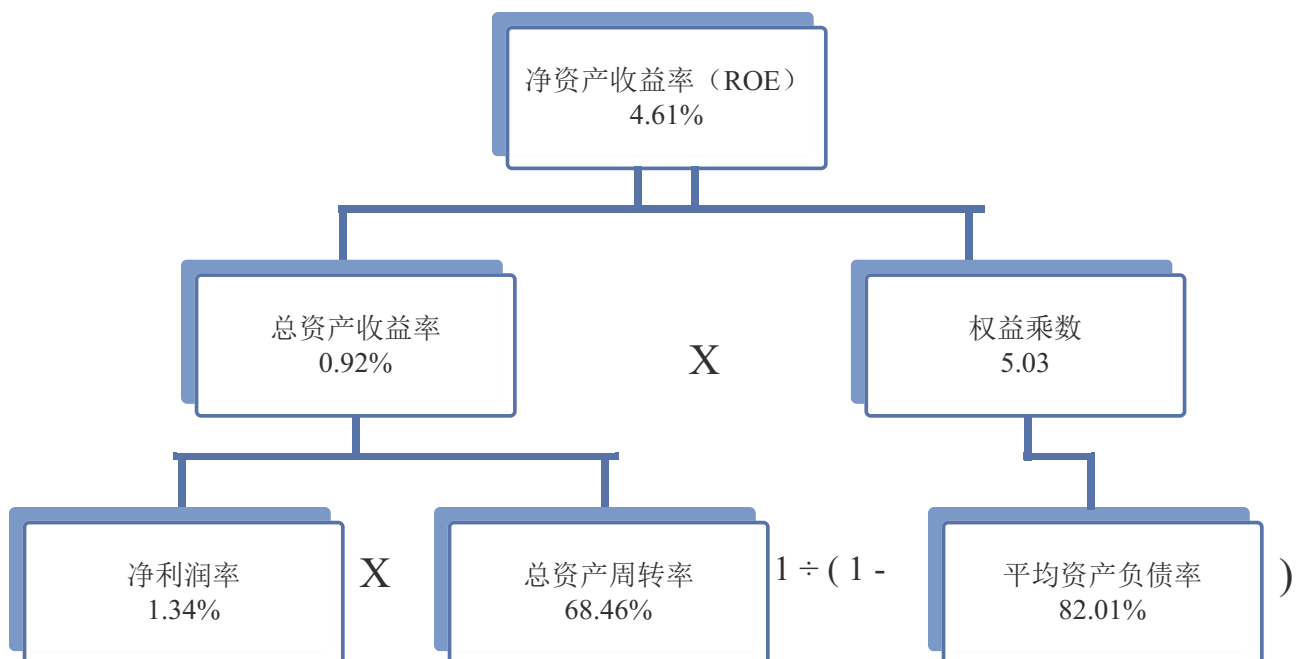 净资产收益率（ROE）
4.61%
总资产收益率
0.92%
X
权益乘数
5.03
净利润率
1.34%
X
总资产周转率
68.46%
1 ÷ ( 1 -
平均资产负债率
82.01%
)